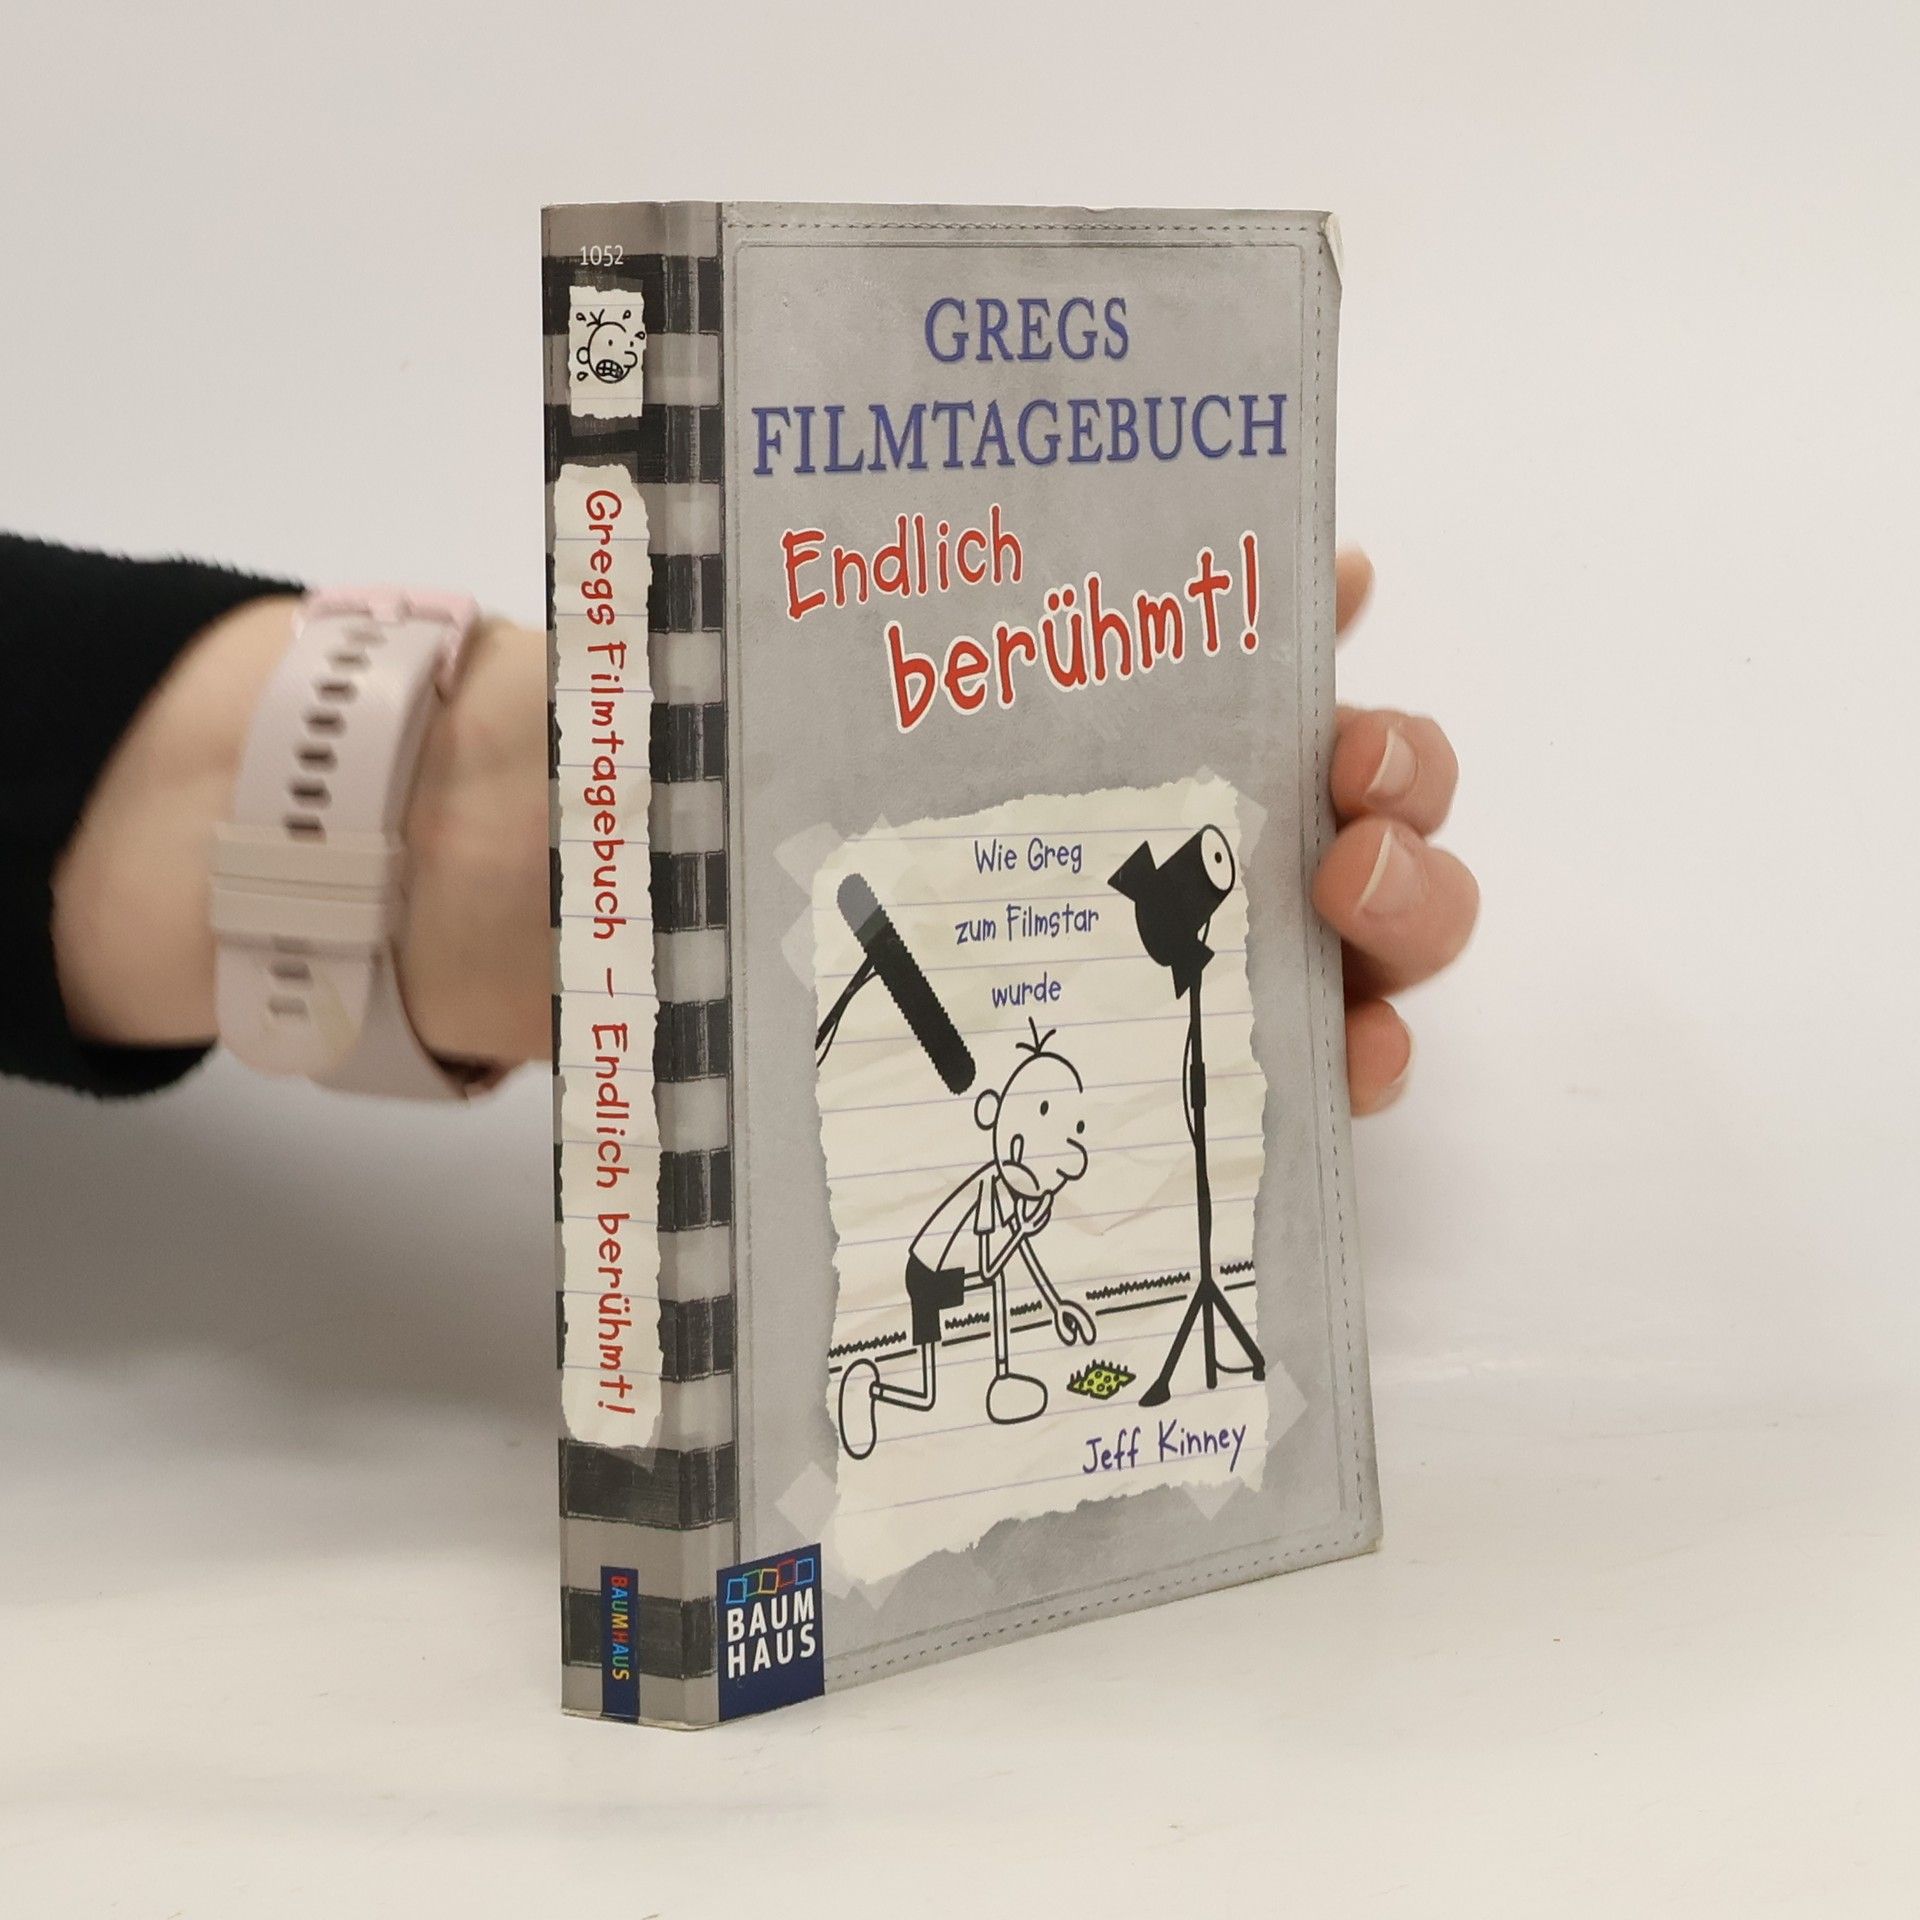 1052
Gregs Filmtagebuch – Endlich berühmt!
BAUMHAUS
GREGS
FILMTAGEBUCH
Endlich
berühmt!
Wie Greg
zum Filmstar
wurde
Jeff Kinney
BAUM
HAUS